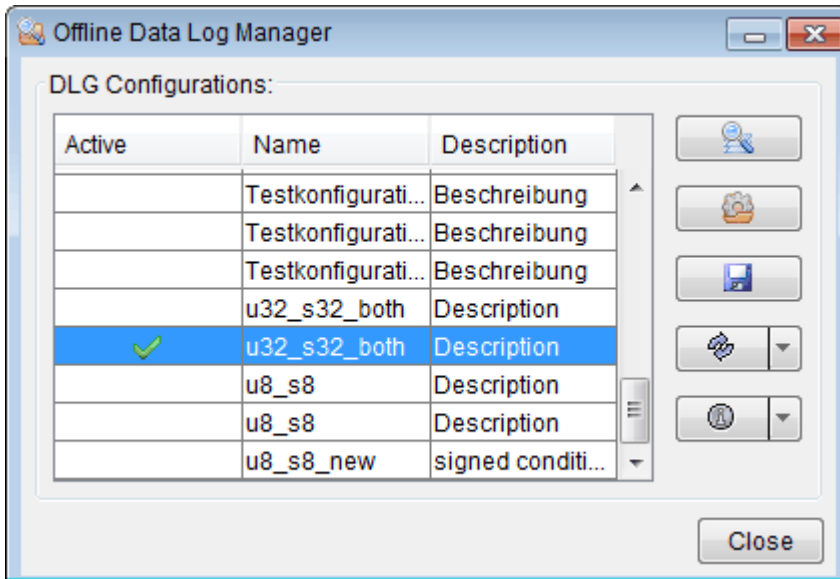 Offline Data Log Manager
DLG Configurations:
Active Name Description
Testkonfigurati... Beschreibung
Testkonfigurati... Beschreibung
Testkonfigurati... Beschreibung
u32_s32_both Description
u32_s32_both Description
u8_s8 Description
u8_s8 Description
u8_s8_new signed conditi...
Close